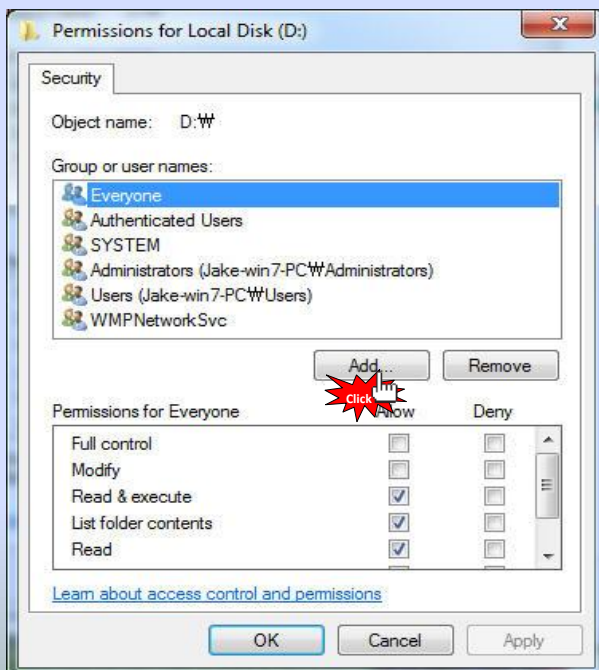 Permissions for Local Disk (D:)
Security
Object name: D:₩
Group or user names:
Everyone
Authenticated Users
SYSTEM
Administrators (Jake-win7-PC₩Administrators)
Users (Jake-win7-PC₩Users)
WMPNetworkSvc
Add... Remove
Click
Permissions for Everyone Allow Deny
Full control
Modify
Read & execute
List folder contents
Read
Learn about access control and permissions
OK Cancel Apply